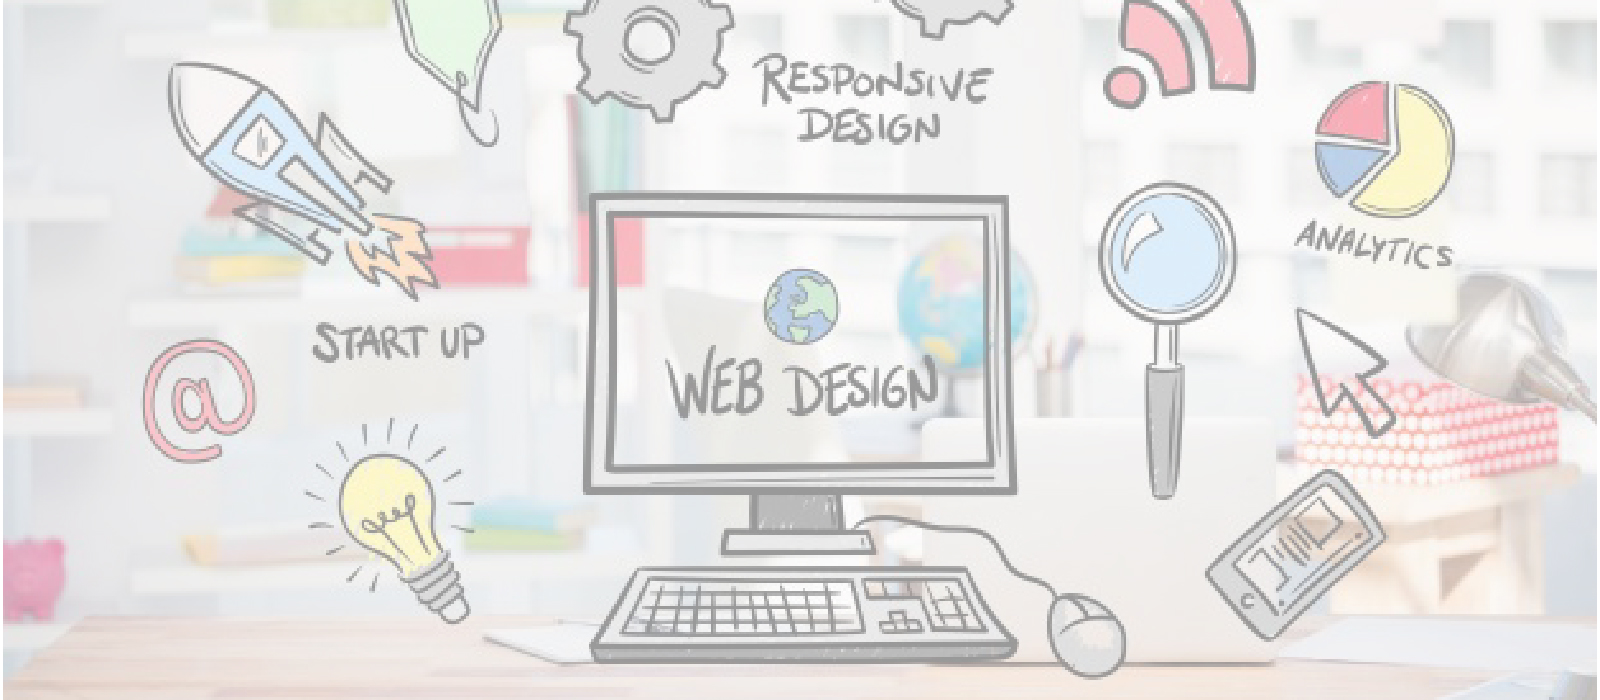 RESPONSIVE
DESIGN
ANALYTICS
START UP
@
WEB DESIGN